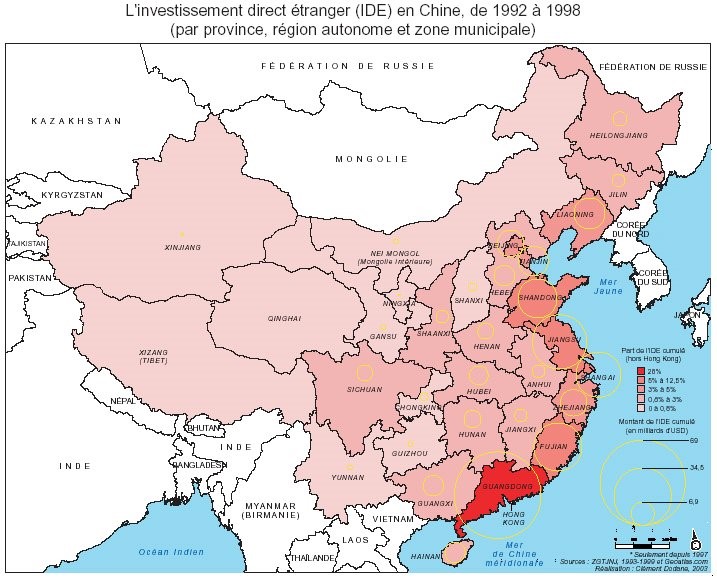 L'investissement direct étranger (IDE) en Chine, de 1992 à 1998
(par province, région autonome et zone municipale)
FÉDÉRATION DE RUSSIE
FÉDÉRATION DE RUSSIE
KAZAKHSTAN
HEILONGJIANG
MONGOLIE
KYRGYZSTAN
JILIN
LIAONING
CORÉE
DU NORD
TAJIKISTAN
XINJIANG
NEI MONGOL
(Mongolie Intérieure)
BEIJING
TIANJIN
PAKISTAN
CORÉE
DU SUD
HEBEI
Mer
Jaune
NINGXIA
SHANXI
SHANDONG
JAPON
QINGHAI
GANSU
SHAANXI
HENAN
JIANGSU
XIZANG
(TIBET)
Part de l'IDE cumulé
(hors Hong Kong)
26%
5% à 12,5%
3% à 5%
0,6% à 3%
0 à 0,8%
SICHUAN
HUBEI
ANHUI
SHANGAI
NÉPAL
CHONGKING*
ZHEJIANG
Montant de l'IDE cumulé
(en milliards d'USD)
69
34,5
6,9
BHUTAN
INDE
INDE
BANGLADESH
HUNAN
JIANGXI
GUIZHOU
FUJIAN
YUNNAN
MYANMAR
(BIRMANIE)
GUANGXI
GUANGDONG
HONG
KONG
VIETNAM
LAOS
Océan Indien
THAÏLANDE
HAINAN
Mer
de Chine
méridionale
* Seulement depuis 1997
Sources : ZGTJNJ, 1993-1999 et Geoatlas.com
Réalisation : Clément Dodane, 2003